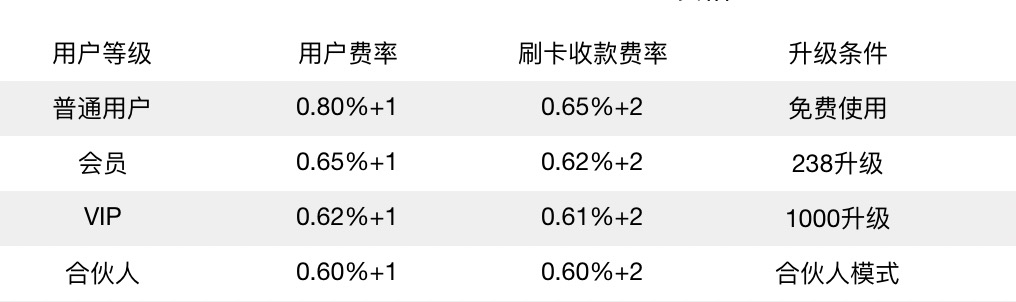 用户等级 用户费率 刷卡收款费率 升级条件
普通用户 0.80%+1 0.65%+2 免费使用
会员 0.65%+1 0.62%+2 238升级
VIP 0.62%+1 0.61%+2 1000升级
合伙人 0.60%+1 0.60%+2 合伙人模式